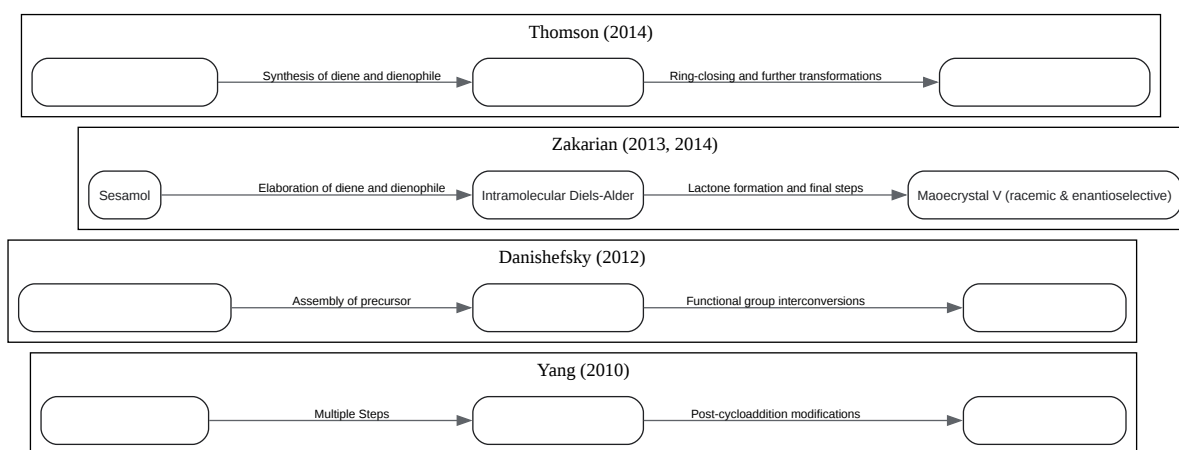 Thomson (2014)
Synthesis of diene and dienophile
Ring-closing and further transformations
Zakarian (2013, 2014)
Sesamol
Elaboration of diene and dienophile
Intramolecular Diels-Alder
Lactone formation and final steps
Maoecrystal V (racemic & enantioselective)
Danishefsky (2012)
Assembly of precursor
Functional group interconversions
Yang (2010)
Multiple Steps
Post-cycloaddition modifications